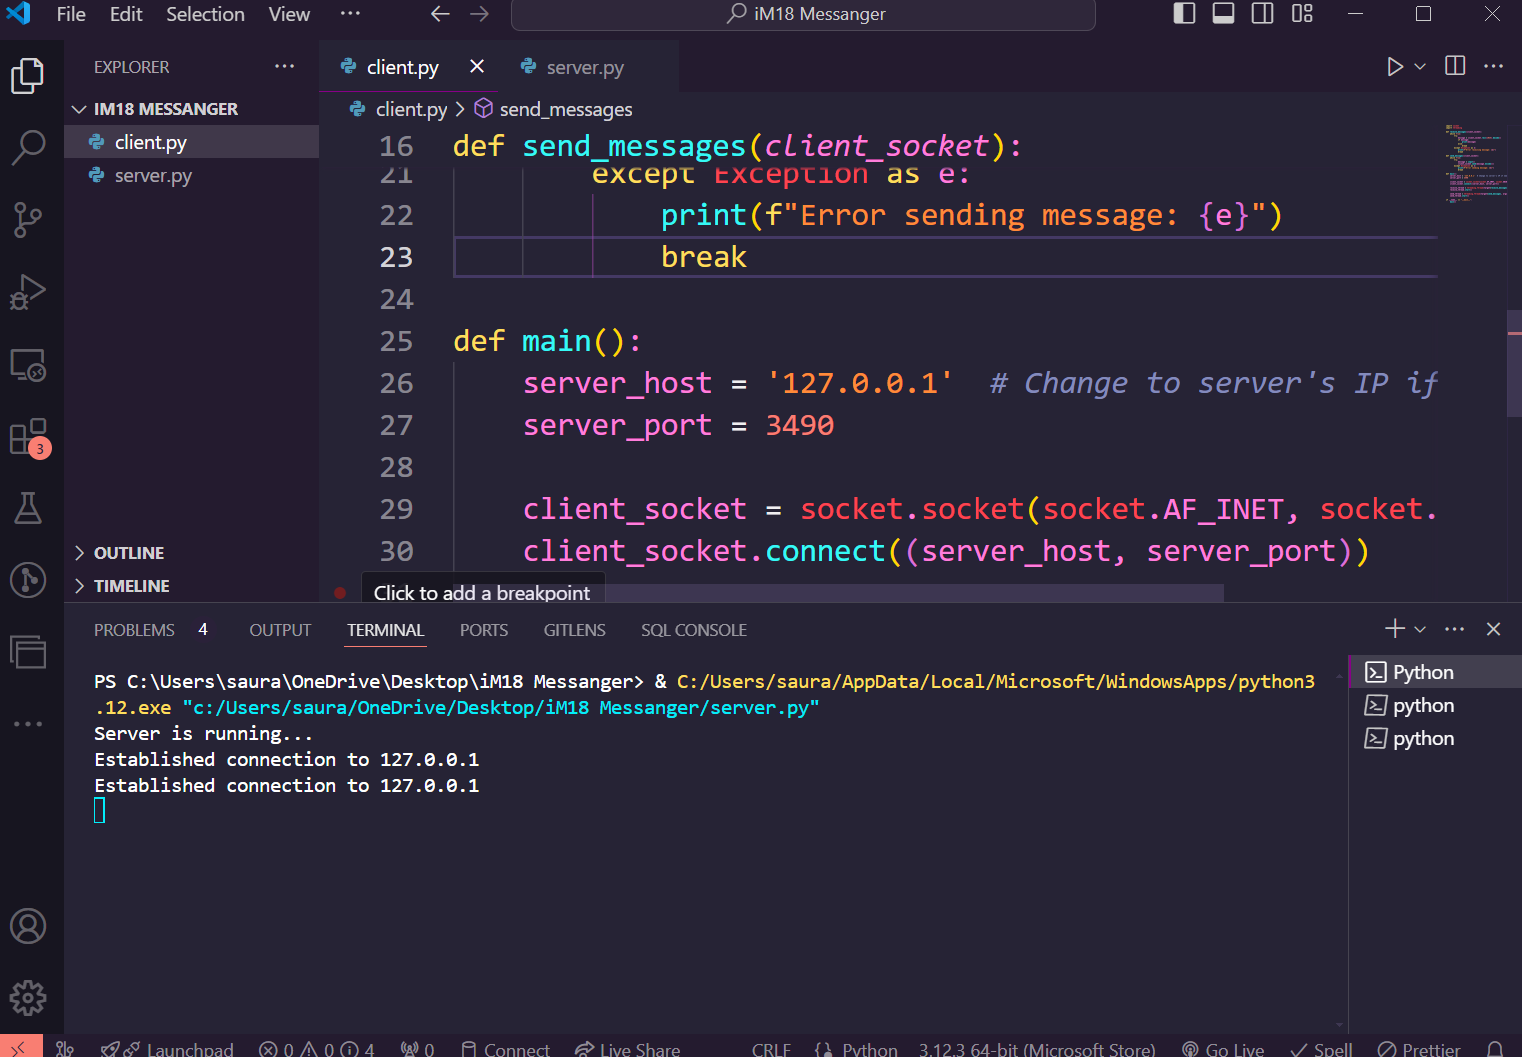 File Edit Selection View ··· iM18 Messanger
EXPLORER ···
client.py
server.py
IM18 MESSANGER
client.py
server.py
OUTLINE
TIMELINE
3
client.py > send_messages
16 def send_messages(client_socket):
21 except Exception as e:
22 print(f"Error sending message: {e}")
23 break
24
25 def main():
26 server_host = '127.0.0.1' # Change to server's IP if
27 server_port = 3490
28
29 client_socket = socket.socket(socket.AF_INET, socket.
30 client_socket.connect((server_host, server_port))
Click to add a breakpoint
PROBLEMS 4 OUTPUT TERMINAL PORTS GITLENS SQL CONSOLE
PS C:\Users\saura\OneDrive\Desktop\iM18 Messanger> & C:/Users/saura/AppData/Local/Microsoft/WindowsApps/python3
.12.exe "c:/Users/saura/OneDrive/Desktop/iM18 Messanger/server.py"
Server is running...
Established connection to 127.0.0.1
Established connection to 127.0.0.1
Python
python
python
Launchpad 0 0 4 0 Connect Live Share CRLF Python 3.12.3 64-bit (Microsoft Store) Go Live Spell Prettier